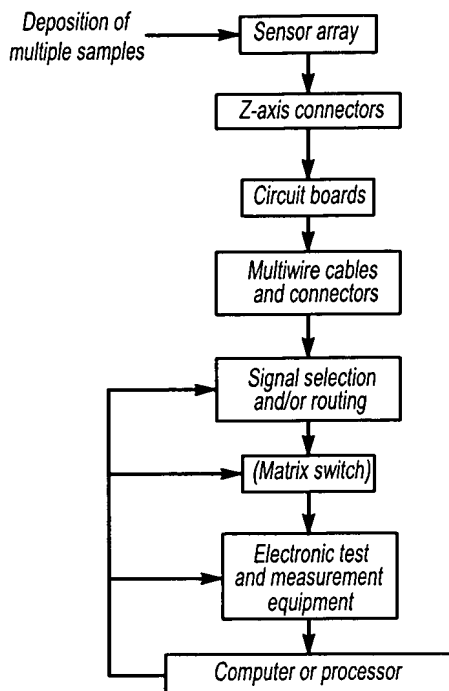 Deposition of
multiple samples
Sensor array
Z-axis connectors
Circuit boards
Multiwire cables
and connectors
Signal selection
and/or routing
(Matrix switch)
Electronic test
and measurement
equipment
Computer or processor